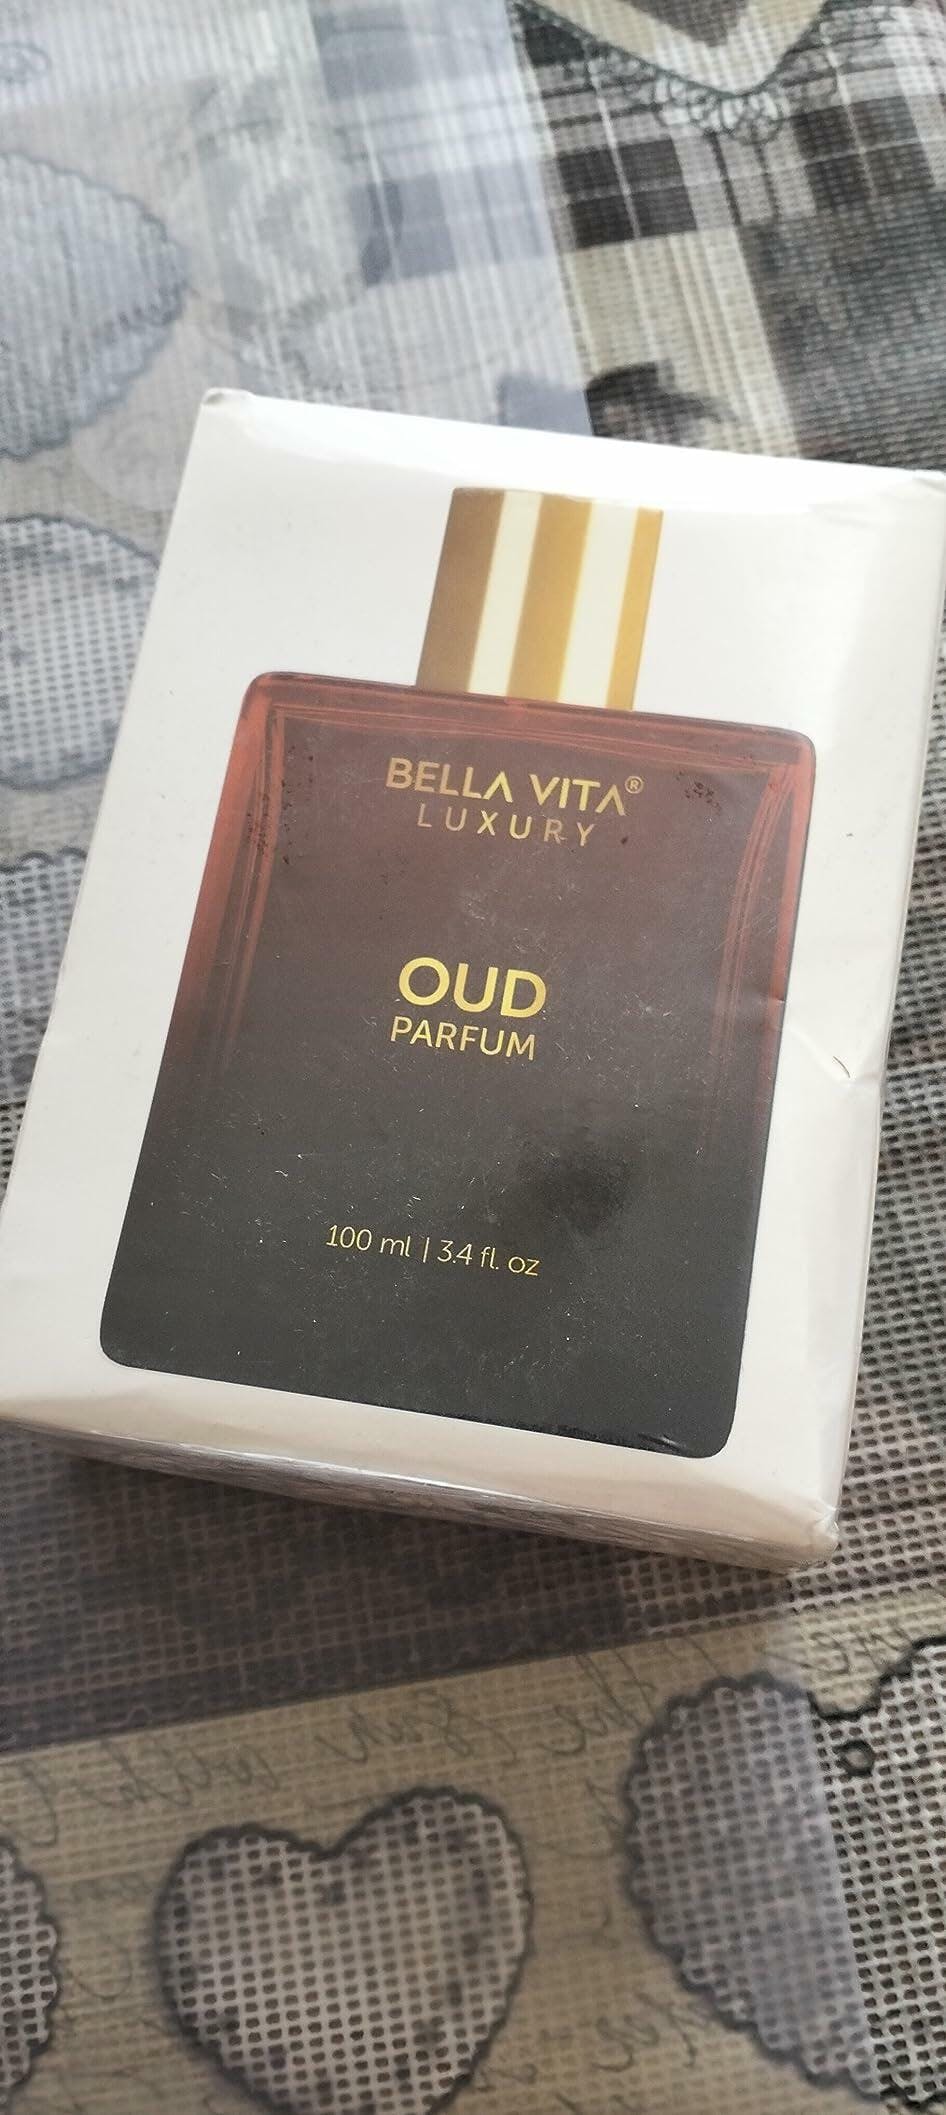 BELLA VITA®
LUXURY
OUD
PARFUM
100 ml | 3.4 fl. oz